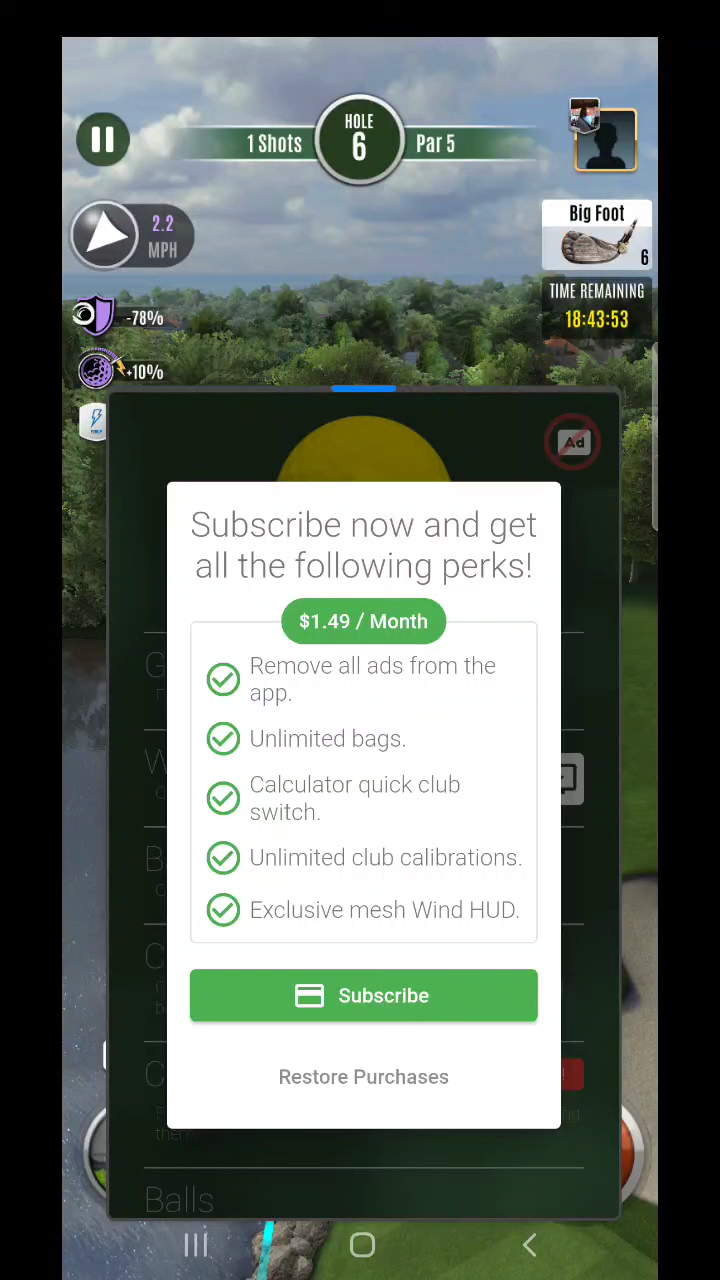 HOLE
1 Shots 6 Par 5
2.2
MPH
Big Foot
6
TIME REMAINING
18:43:53
-78%
+10%
Ad
Subscribe now and get
all the following perks!
$1.49 / Month
Remove all ads from the
app.
Unlimited bags.
Calculator quick club
switch.
Unlimited club calibrations.
Exclusive mesh Wind HUD.
Subscribe
Restore Purchases
Balls